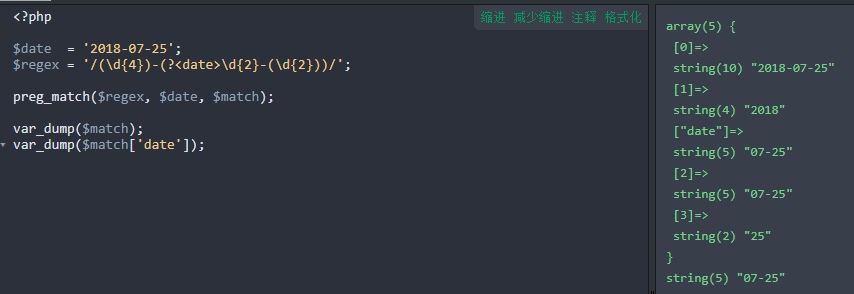 <?php
$date  = '2018-07-25';
$regex = '/(\d{4})-(?<date>\d{2}-(\d{2}))/';
preg_match($regex, $date, $match);
var_dump($match);
var_dump($match['date']);
缩进 减少缩进 注释 格式化
array(5) {
[0]=>
string(10) "2018-07-25"
[1]=>
string(4) "2018"
["date"]=>
string(5) "07-25"
[2]=>
string(5) "07-25"
[3]=>
string(2) "25"
}
string(5) "07-25"